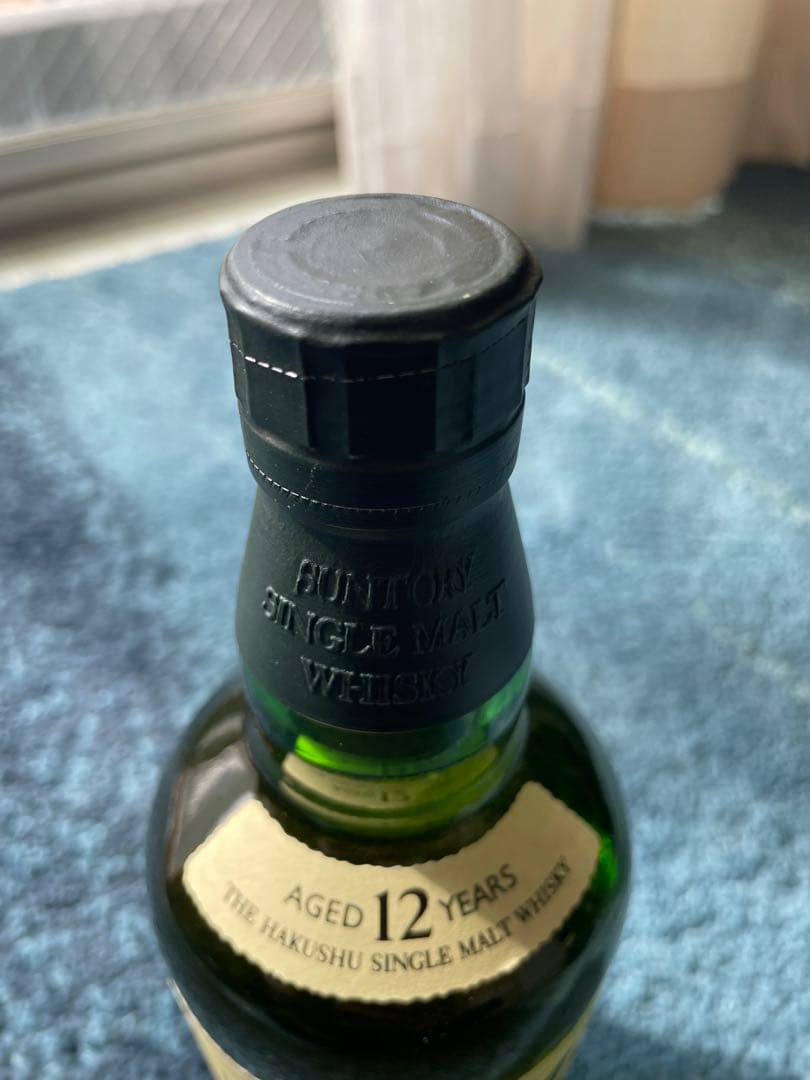 SUNTORY
SINGLE MALT
WHISKY
AGED 12 YEARS
THE HAKUSHU SINGLE MALT WHISKY